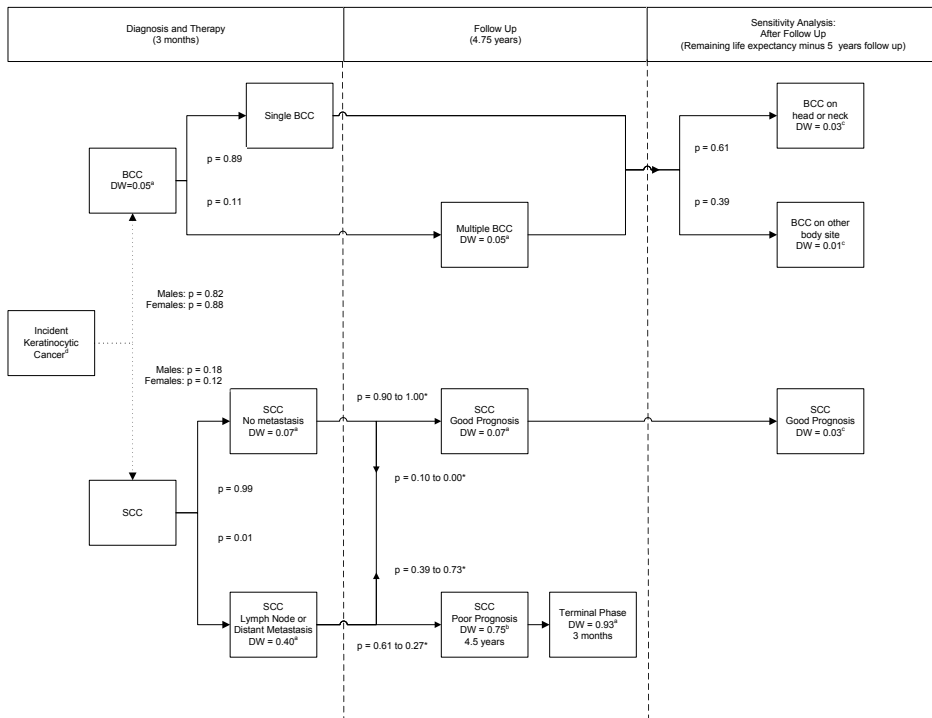 Diagnosis and Therapy
(3 months)
Follow Up
(4.75 years)
Sensitivity Analysis:
After Follow Up
(Remaining life expectancy minus 5 years follow up)
Single BCC
BCC on
head or neck
DW = 0.03c
p = 0.89
p = 0.61
BCC
DW=0.05a
p = 0.11
p = 0.39
Multiple BCC
DW = 0.05a
BCC on other
body site
DW = 0.01c
Males: p = 0.82
Females: p = 0.88
Incident
Keratinocytic
Cancerd
Males: p = 0.18
Females: p = 0.12
p = 0.90 to 1.00*
SCC
No metastasis
DW = 0.07a
SCC
Good Prognosis
DW = 0.07a
SCC
Good Prognosis
DW = 0.03c
p = 0.10 to 0.00*
p = 0.99
SCC
p = 0.01
p = 0.39 to 0.73*
SCC
Lymph Node or
Distant Metastasis
DW = 0.40a
SCC
Poor Prognosis
DW = 0.75b
4.5 years
Terminal Phase
DW = 0.93a
3 months
p = 0.61 to 0.27*